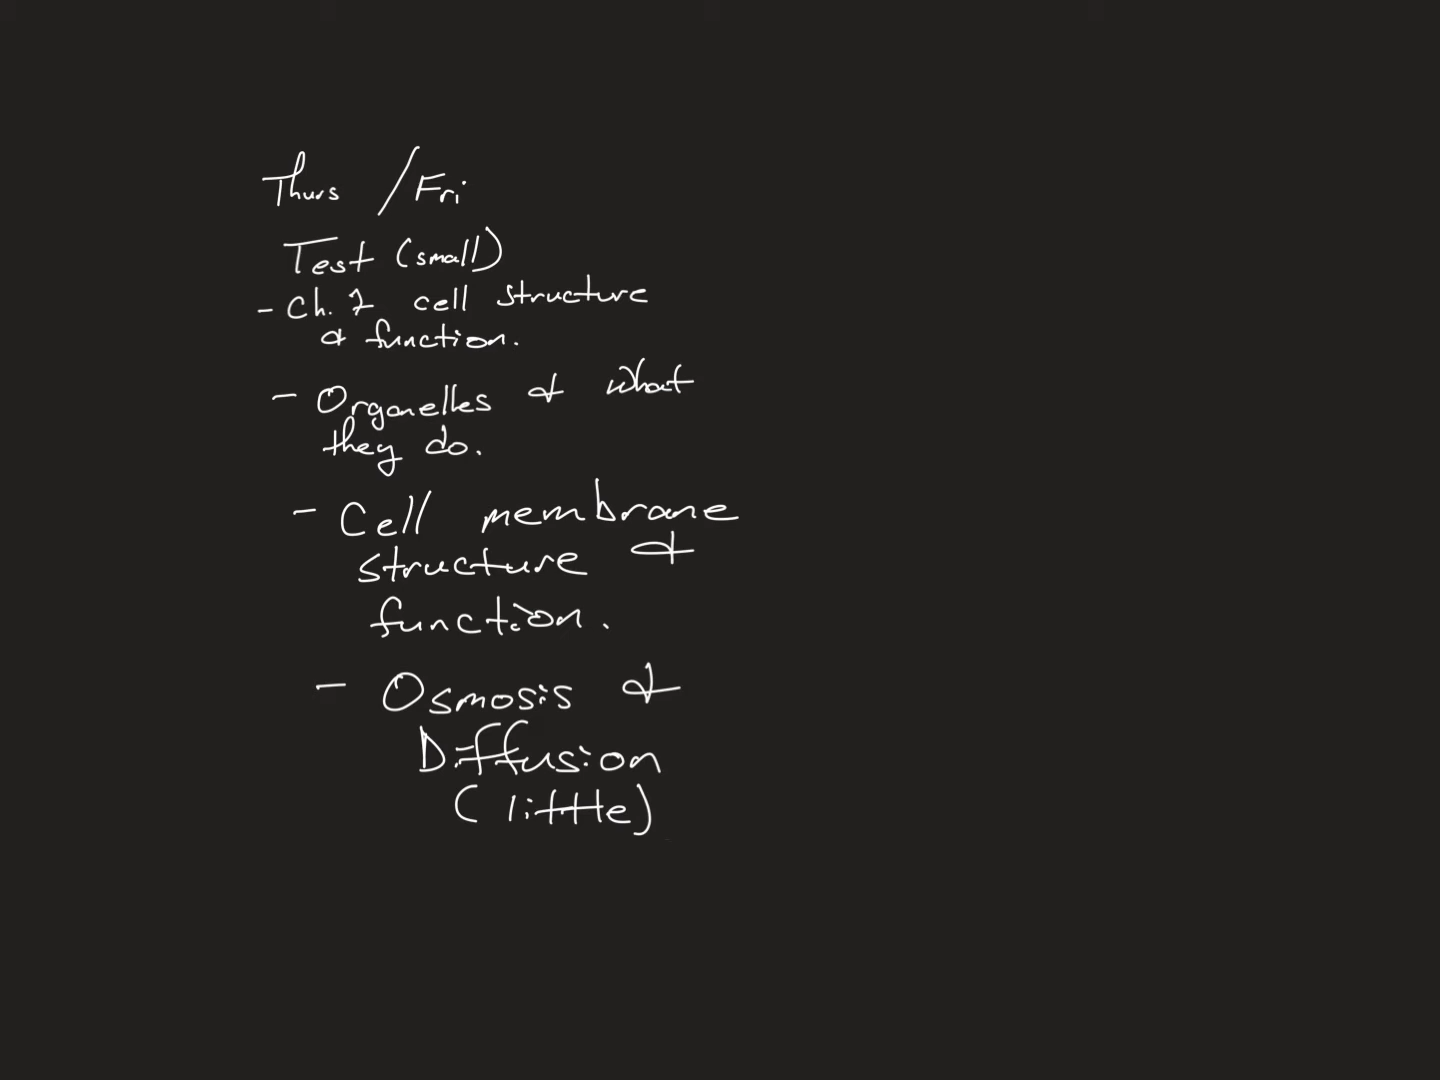 Thurs / Fri
Test (small)
- Ch. 7 cell structure
& function.
- Organelles & what
they do.
- Cell membrane
structure &
function.
- Osmosis &
Diffusion
(little)